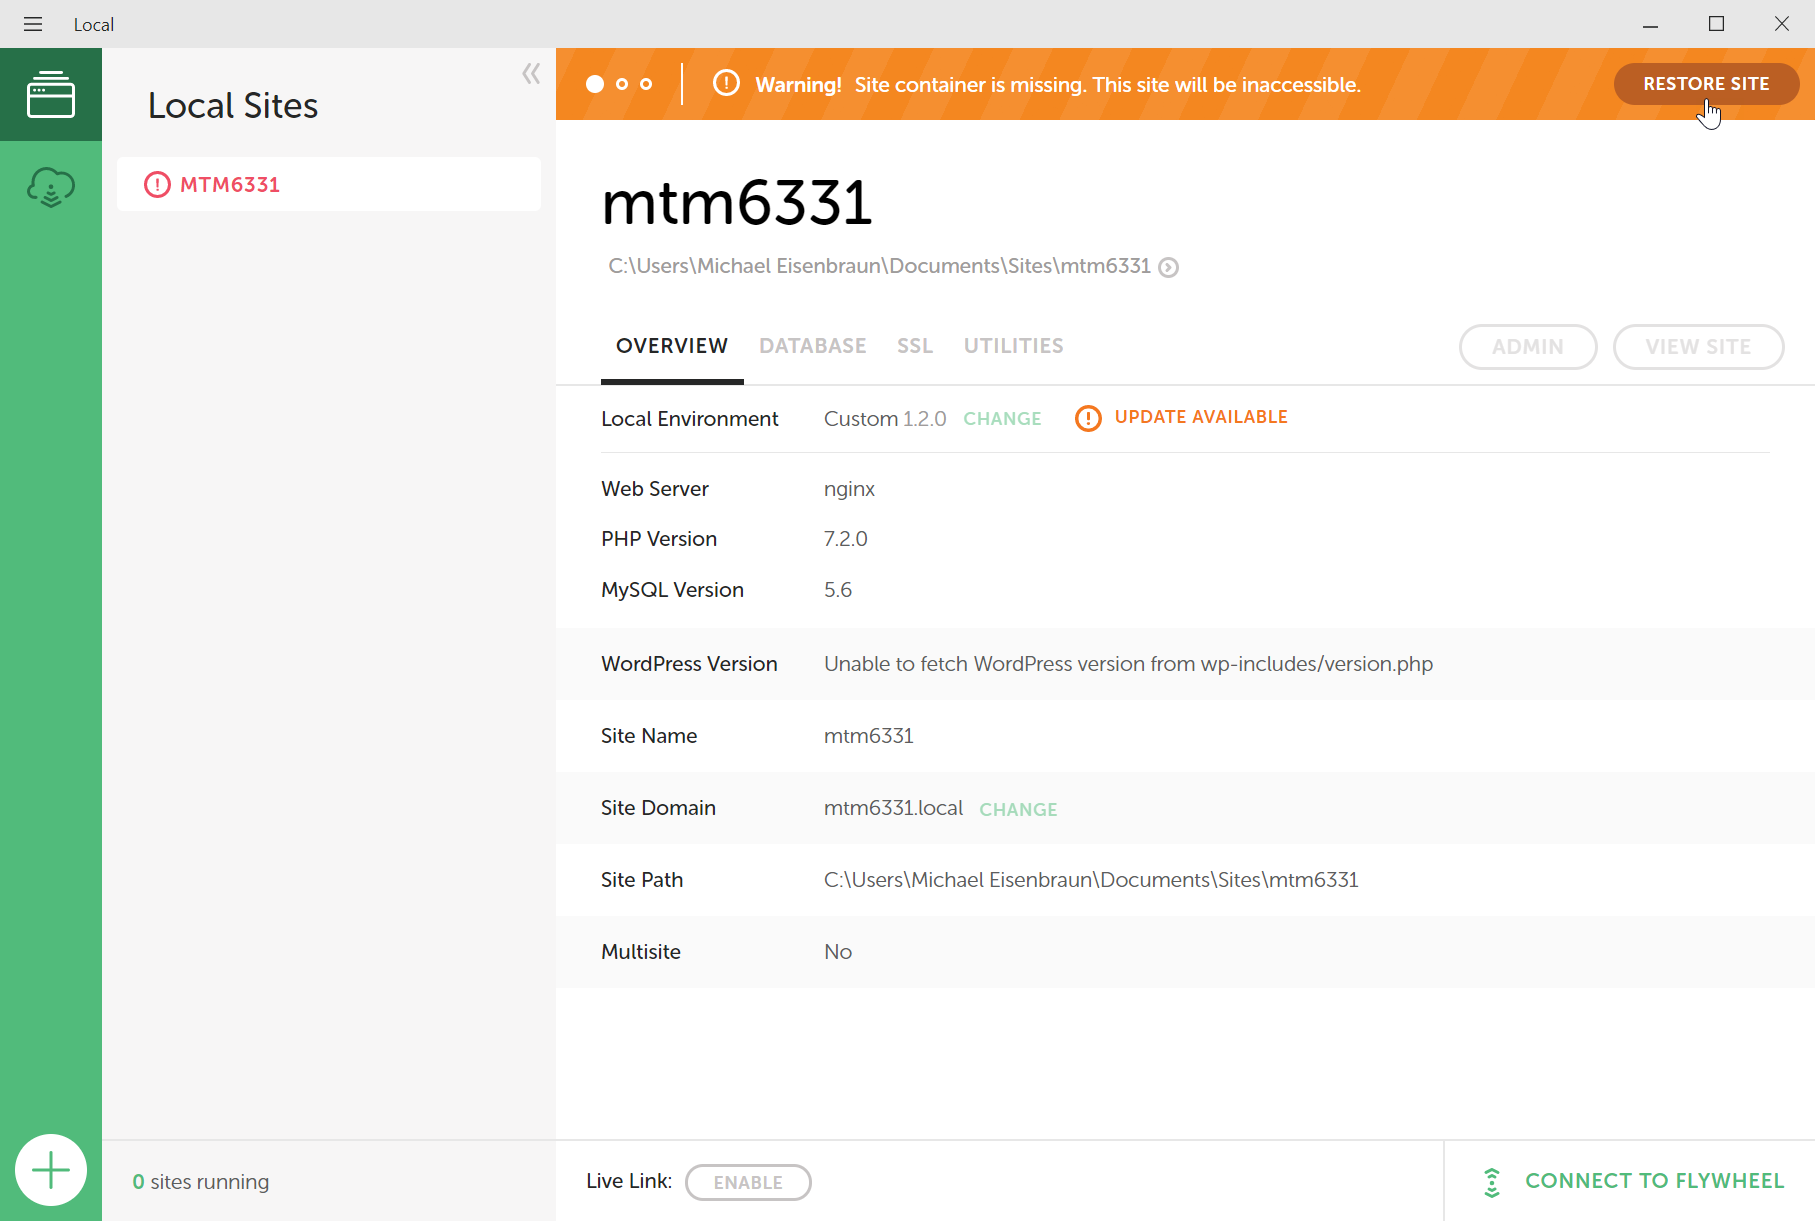 Local
Local Sites
MTM6331
Warning! Site container is missing. This site will be inaccessible.
RESTORE SITE
mtm6331
C:\Users\Michael Eisenbraun\Documents\Sites\mtm6331
OVERVIEW DATABASE SSL UTILITIES
ADMIN VIEW SITE
Local Environment Custom 1.2.0 CHANGE UPDATE AVAILABLE
Web Server nginx
PHP Version 7.2.0
MySQL Version 5.6
WordPress Version Unable to fetch WordPress version from wp-includes/version.php
Site Name mtm6331
Site Domain mtm6331.local CHANGE
Site Path C:\Users\Michael Eisenbraun\Documents\Sites\mtm6331
Multisite No
0 sites running
Live Link: ENABLE
CONNECT TO FLYWHEEL